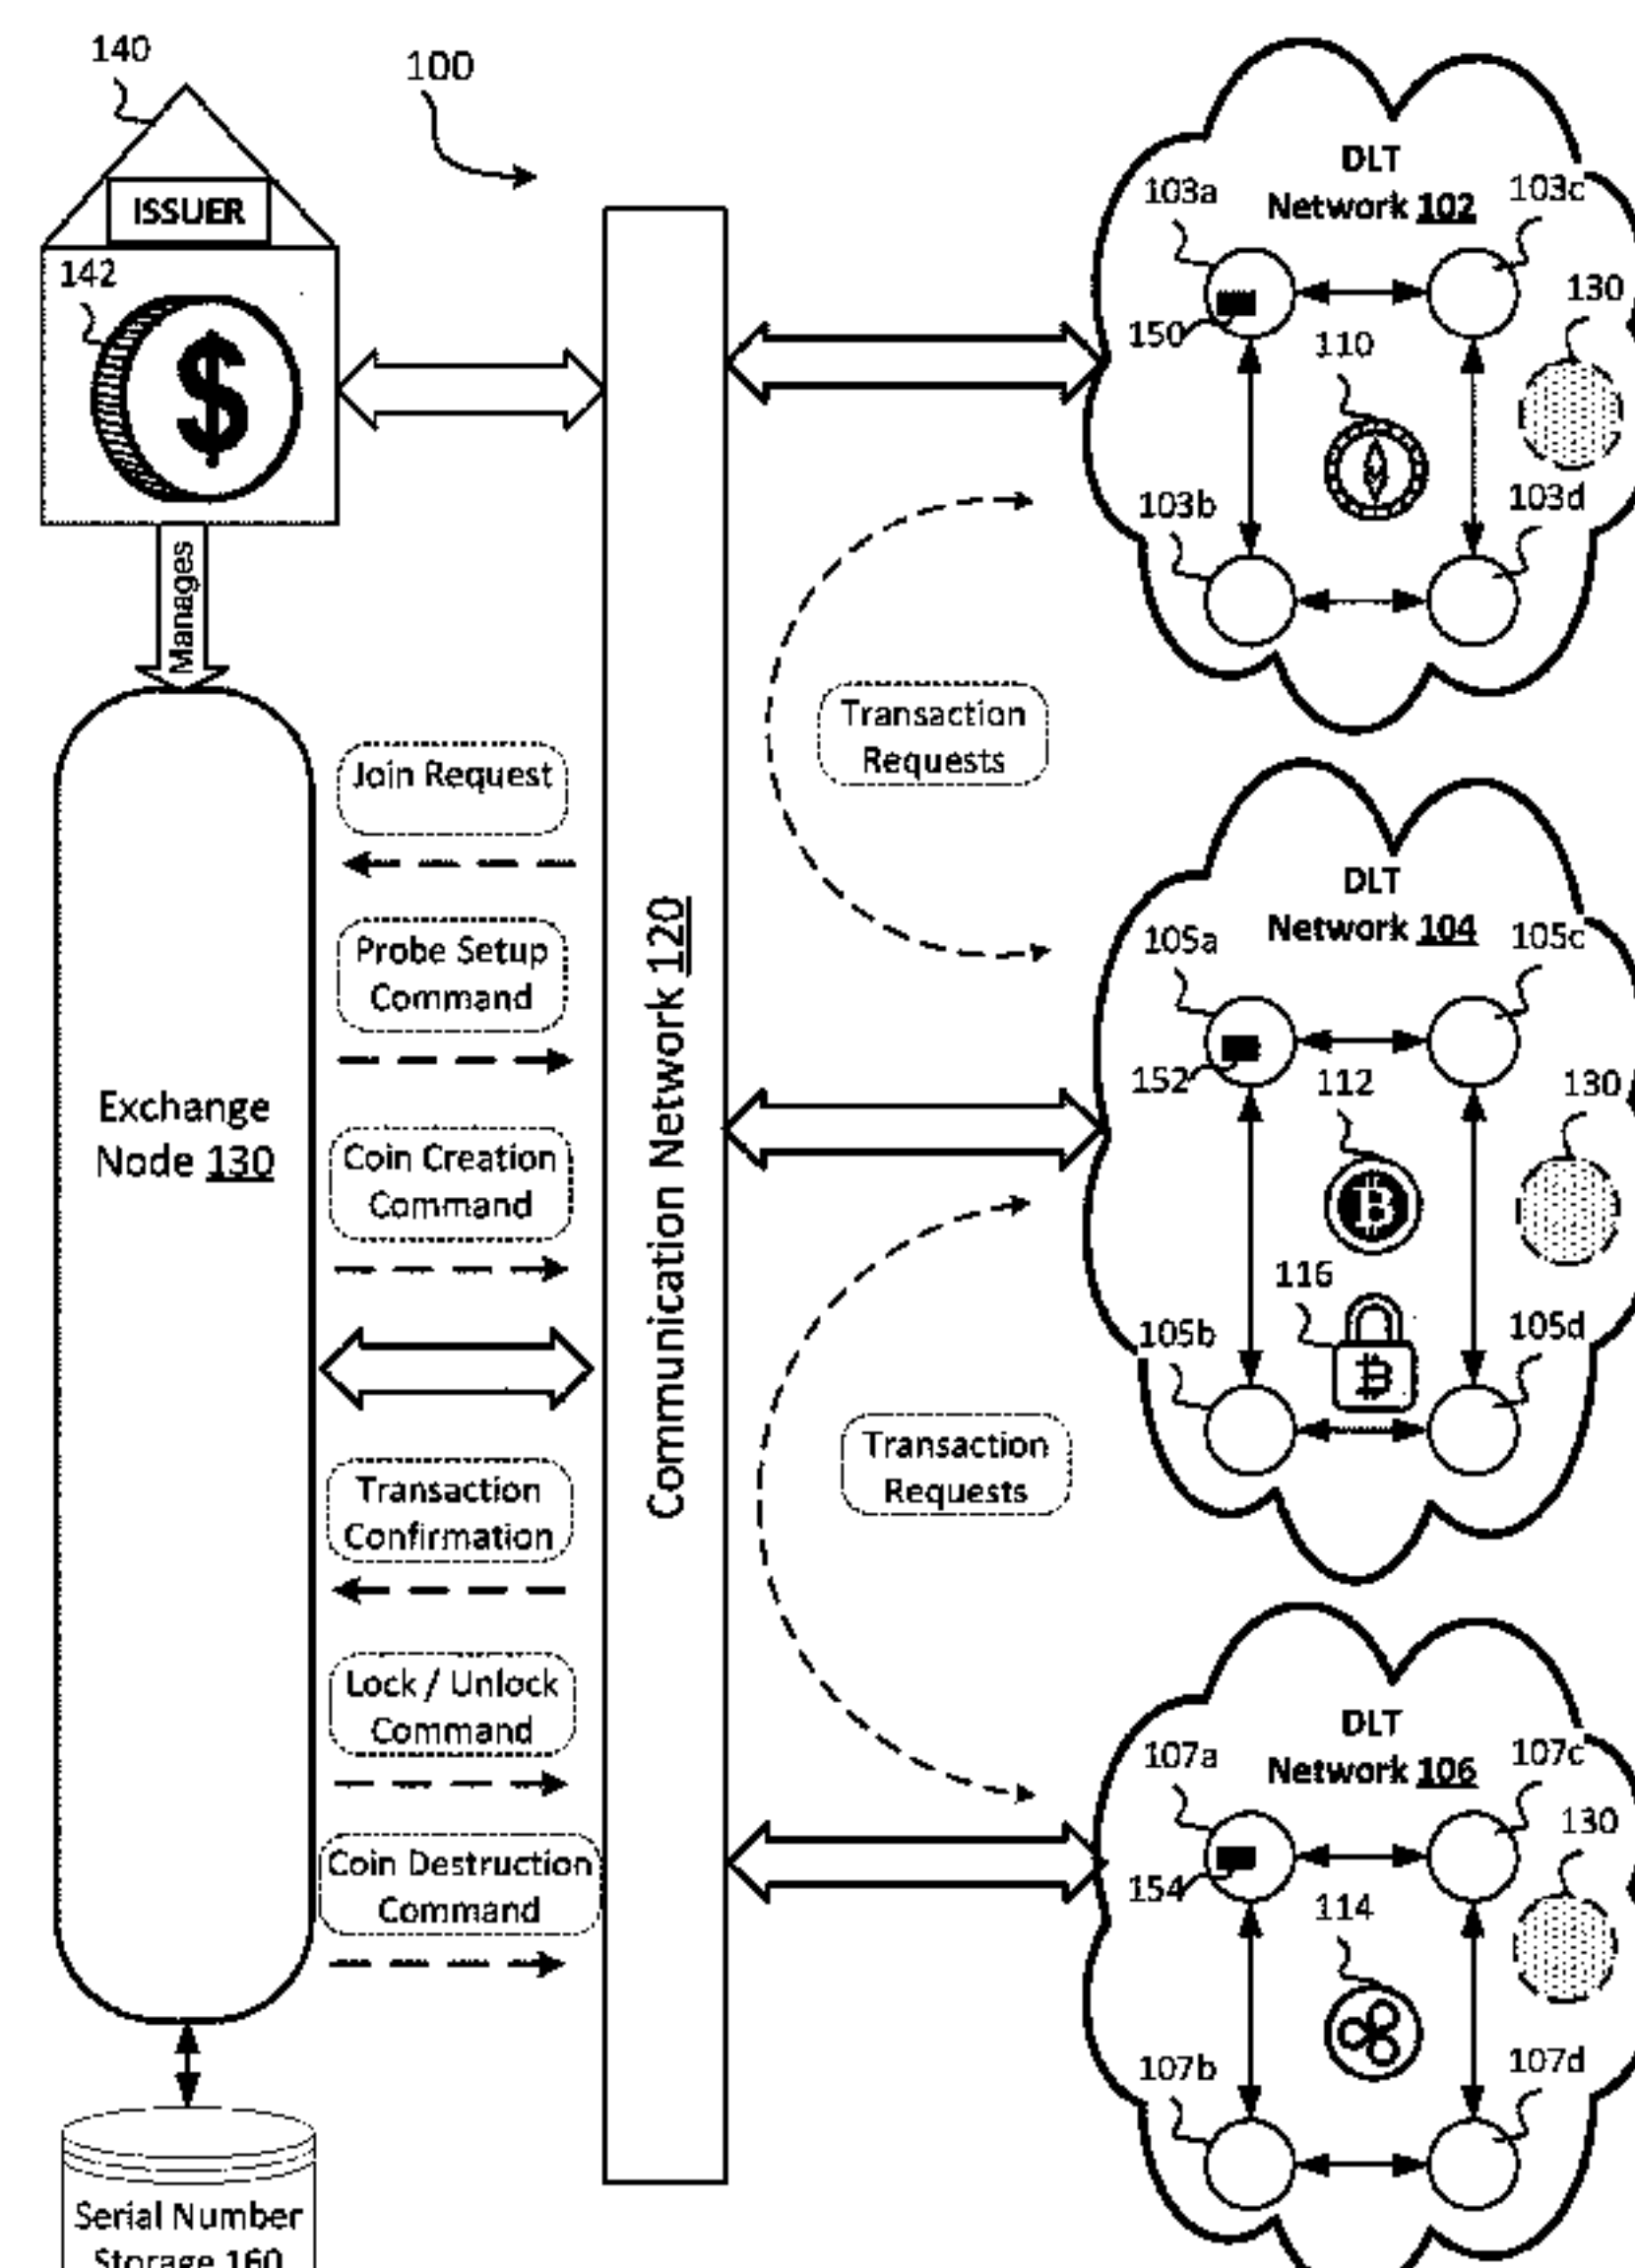 140
100
ISSUER
142
$
Manages
Join Request
Probe Setup
Command
Exchange
Node 130
Coin Creation
Command
Transaction
Confirmation
Lock / Unlock
Command
Coin Destruction
Command
Serial Number
Storage 160
Communication Network 120
Transaction
Requests
Transaction
Requests
DLT
Network 102
103a
103c
130
150
110
103b
103d
DLT
Network 104
105a
105c
130
152
112
B
116
105b
105d
DLT
Network 106
107a
107c
130
154
114
107b
107d